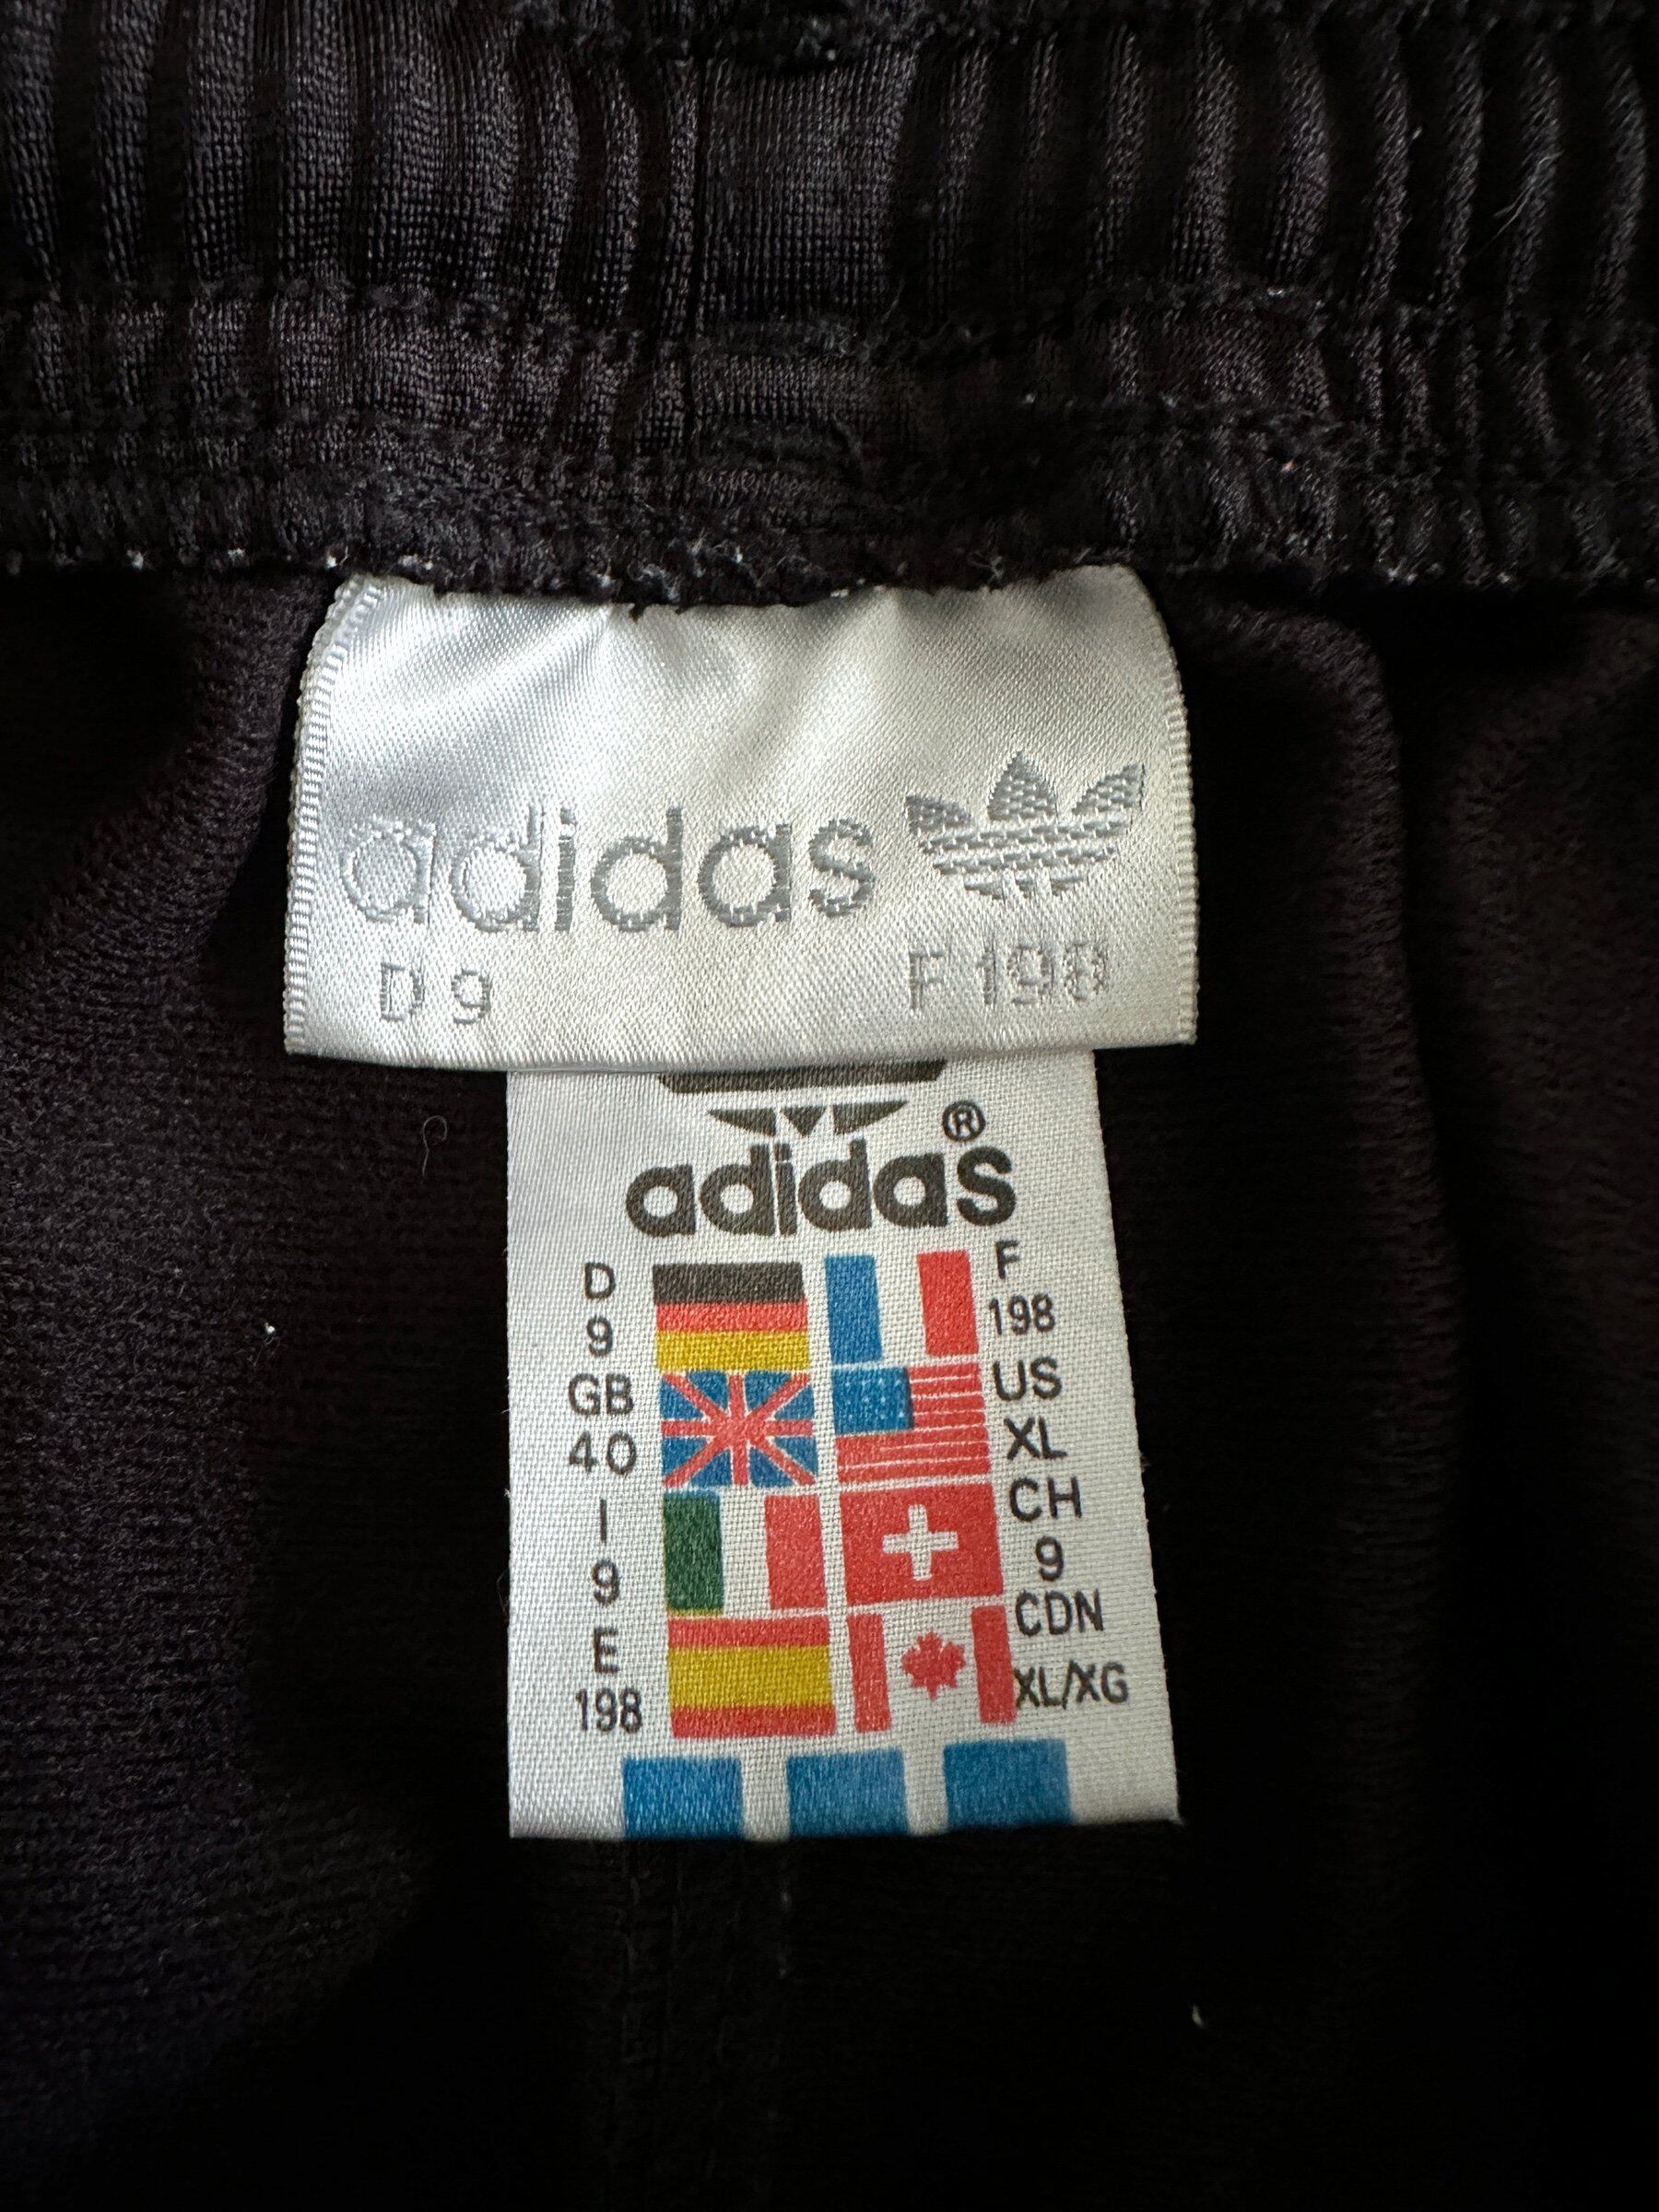 adidas
D 9 F 198
®
adidas
D F
9 198
GB US
40 XL
I CH
9 9
E CDN
198 XL/XG